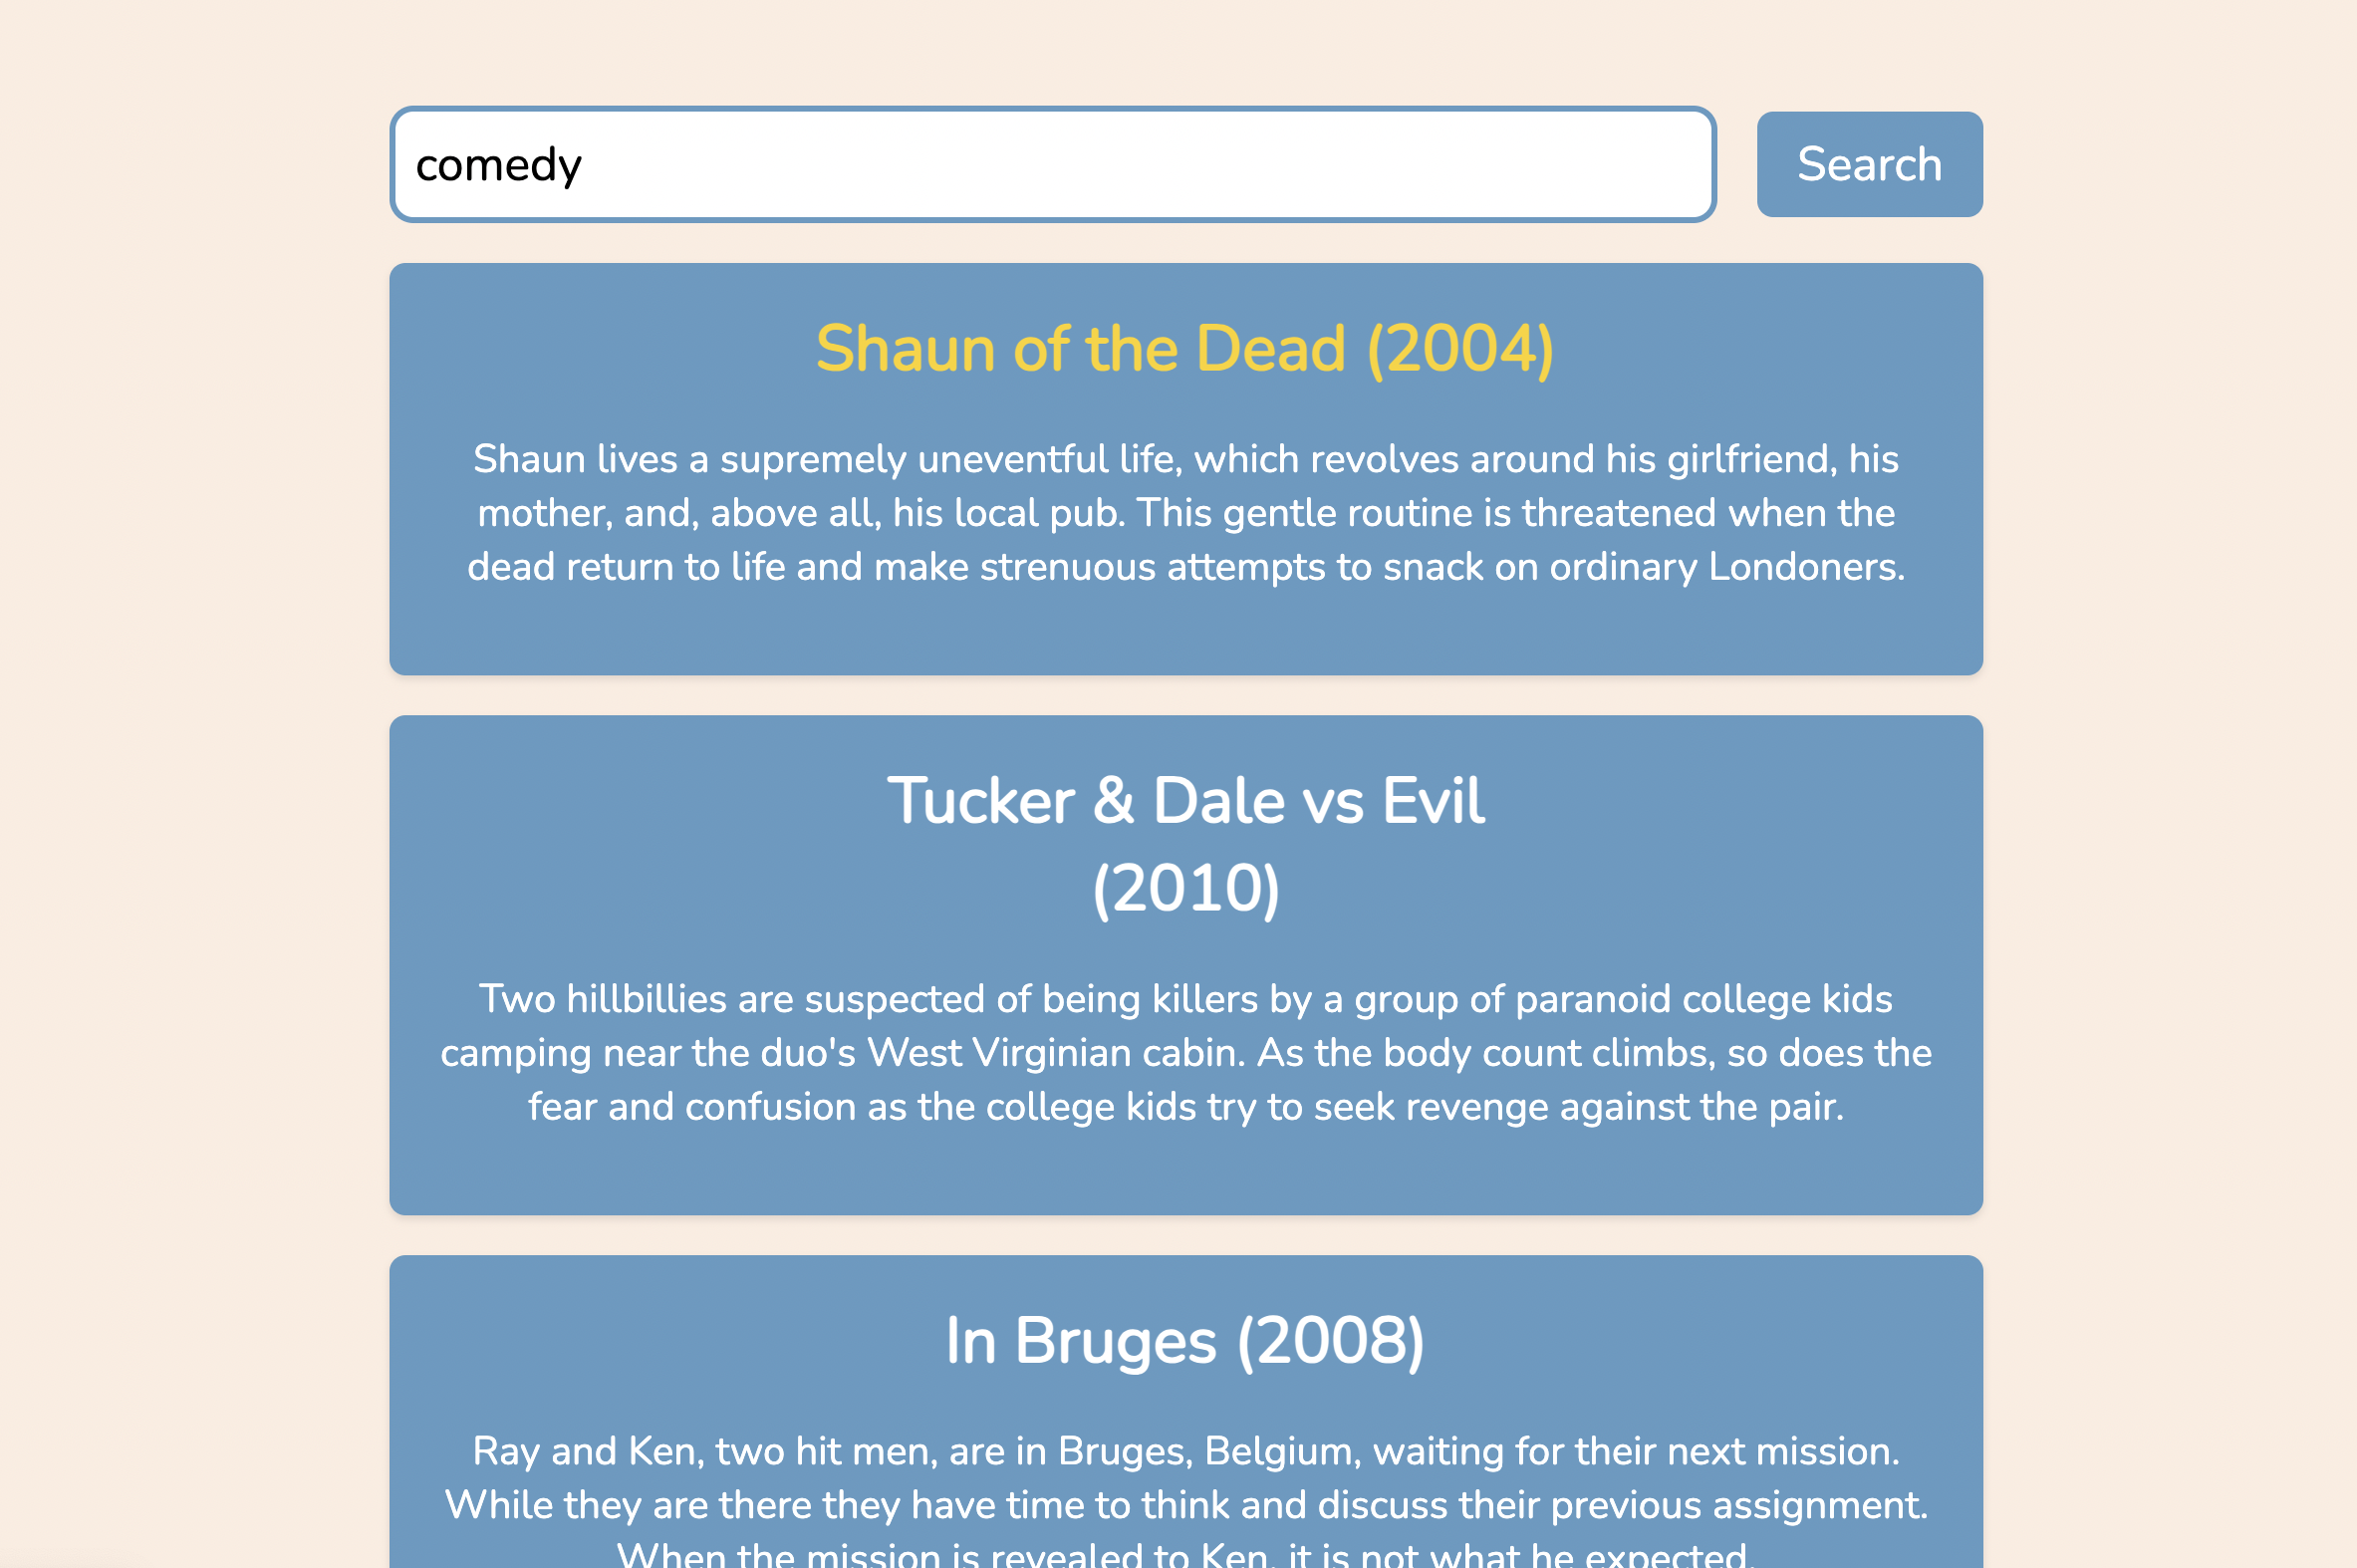 comedy
Search
Shaun of the Dead (2004)
Shaun lives a supremely uneventful life, which revolves around his girlfriend, his
mother, and, above all, his local pub. This gentle routine is threatened when the
dead return to life and make strenuous attempts to snack on ordinary Londoners.
Tucker & Dale vs Evil
(2010)
Two hillbillies are suspected of being killers by a group of paranoid college kids
camping near the duo's West Virginian cabin. As the body count climbs, so does the
fear and confusion as the college kids try to seek revenge against the pair.
In Bruges (2008)
Ray and Ken, two hit men, are in Bruges, Belgium, waiting for their next mission.
While they are there they have time to think and discuss their previous assignment.
When the mission is revealed to Ken, it is not what he expected.